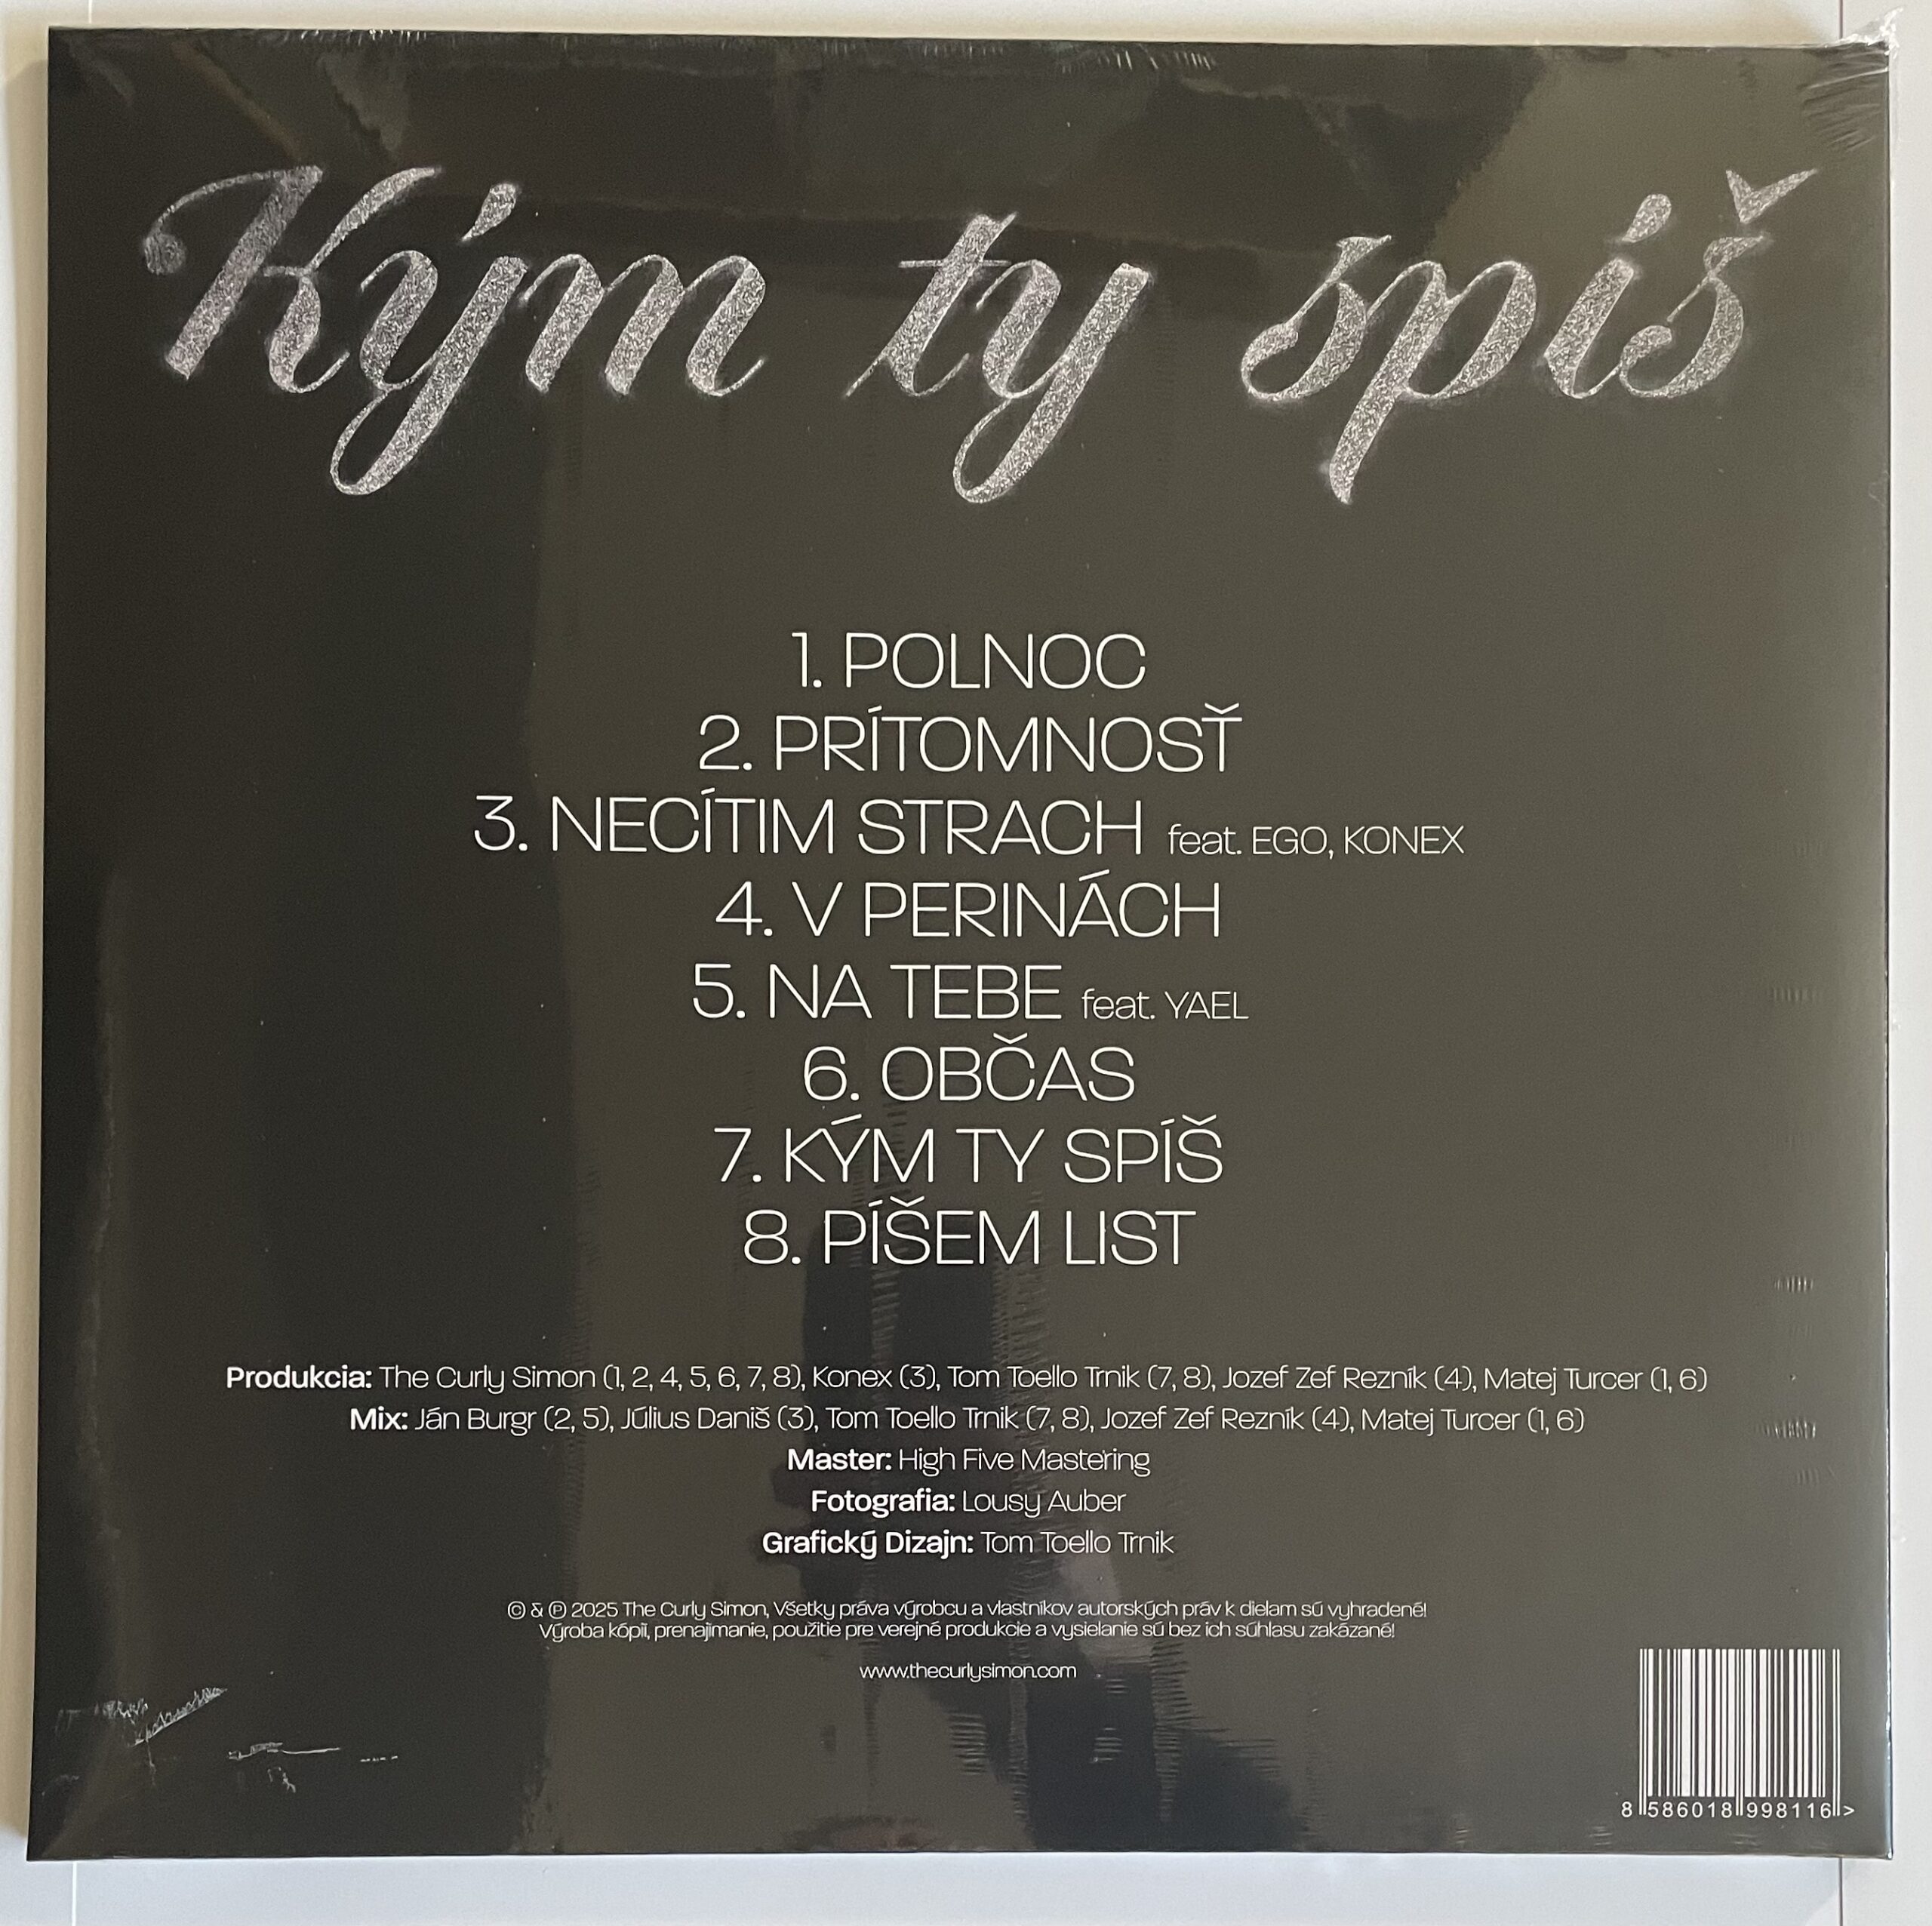 Kým ty spíš
1. POLNOC
2. PRÍTOMNOSŤ
3. NECÍTIM STRACH feat. EGO, KONEX
4. V PERINÁCH
5. NA TEBE feat. YAEL
6. OBČAS
7. KÝM TY SPÍŠ
8. PÍŠEM LIST
Produkcia: The Curly Simon (1, 2, 4, 5, 6, 7, 8), Konex (3), Tom Toello Trnik (7, 8), Jozef Zef Rezník (4), Matej Turcer (1, 6)
Mix: Ján Burgr (2, 5), Július Daniš (3), Tom Toello Trnik (7, 8), Jozef Zef Rezník (4), Matej Turcer (1, 6)
Master: High Five Mastering
Fotografia: Lousy Auber
Grafický Dizajn: Tom Toello Trnik
© & ℗ 2025 The Curly Simon, Všetky práva výrobcu a vlastníkov autorských práv k dielam sú vyhradené!
Výroba kópií, prenajímanie, použitie pre verejné produkcie a vysielanie sú bez ich súhlasu zakázané!
www.thecurlysimon.com
8 586018 998116 >